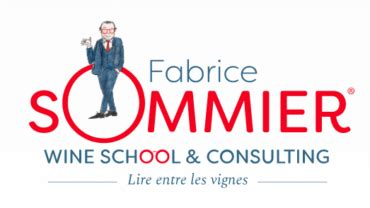 Fabrice
SOMMIER®
WINE SCHOOL & CONSULTING
Lire entre les vignes